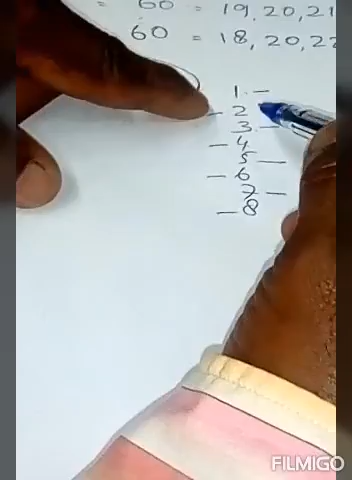 = 60 = 19, 20, 21
60 = 18, 20, 22
1. –
– 2
3 –
– 4
5 –
– 6
7 –
– 8
FILMIGO